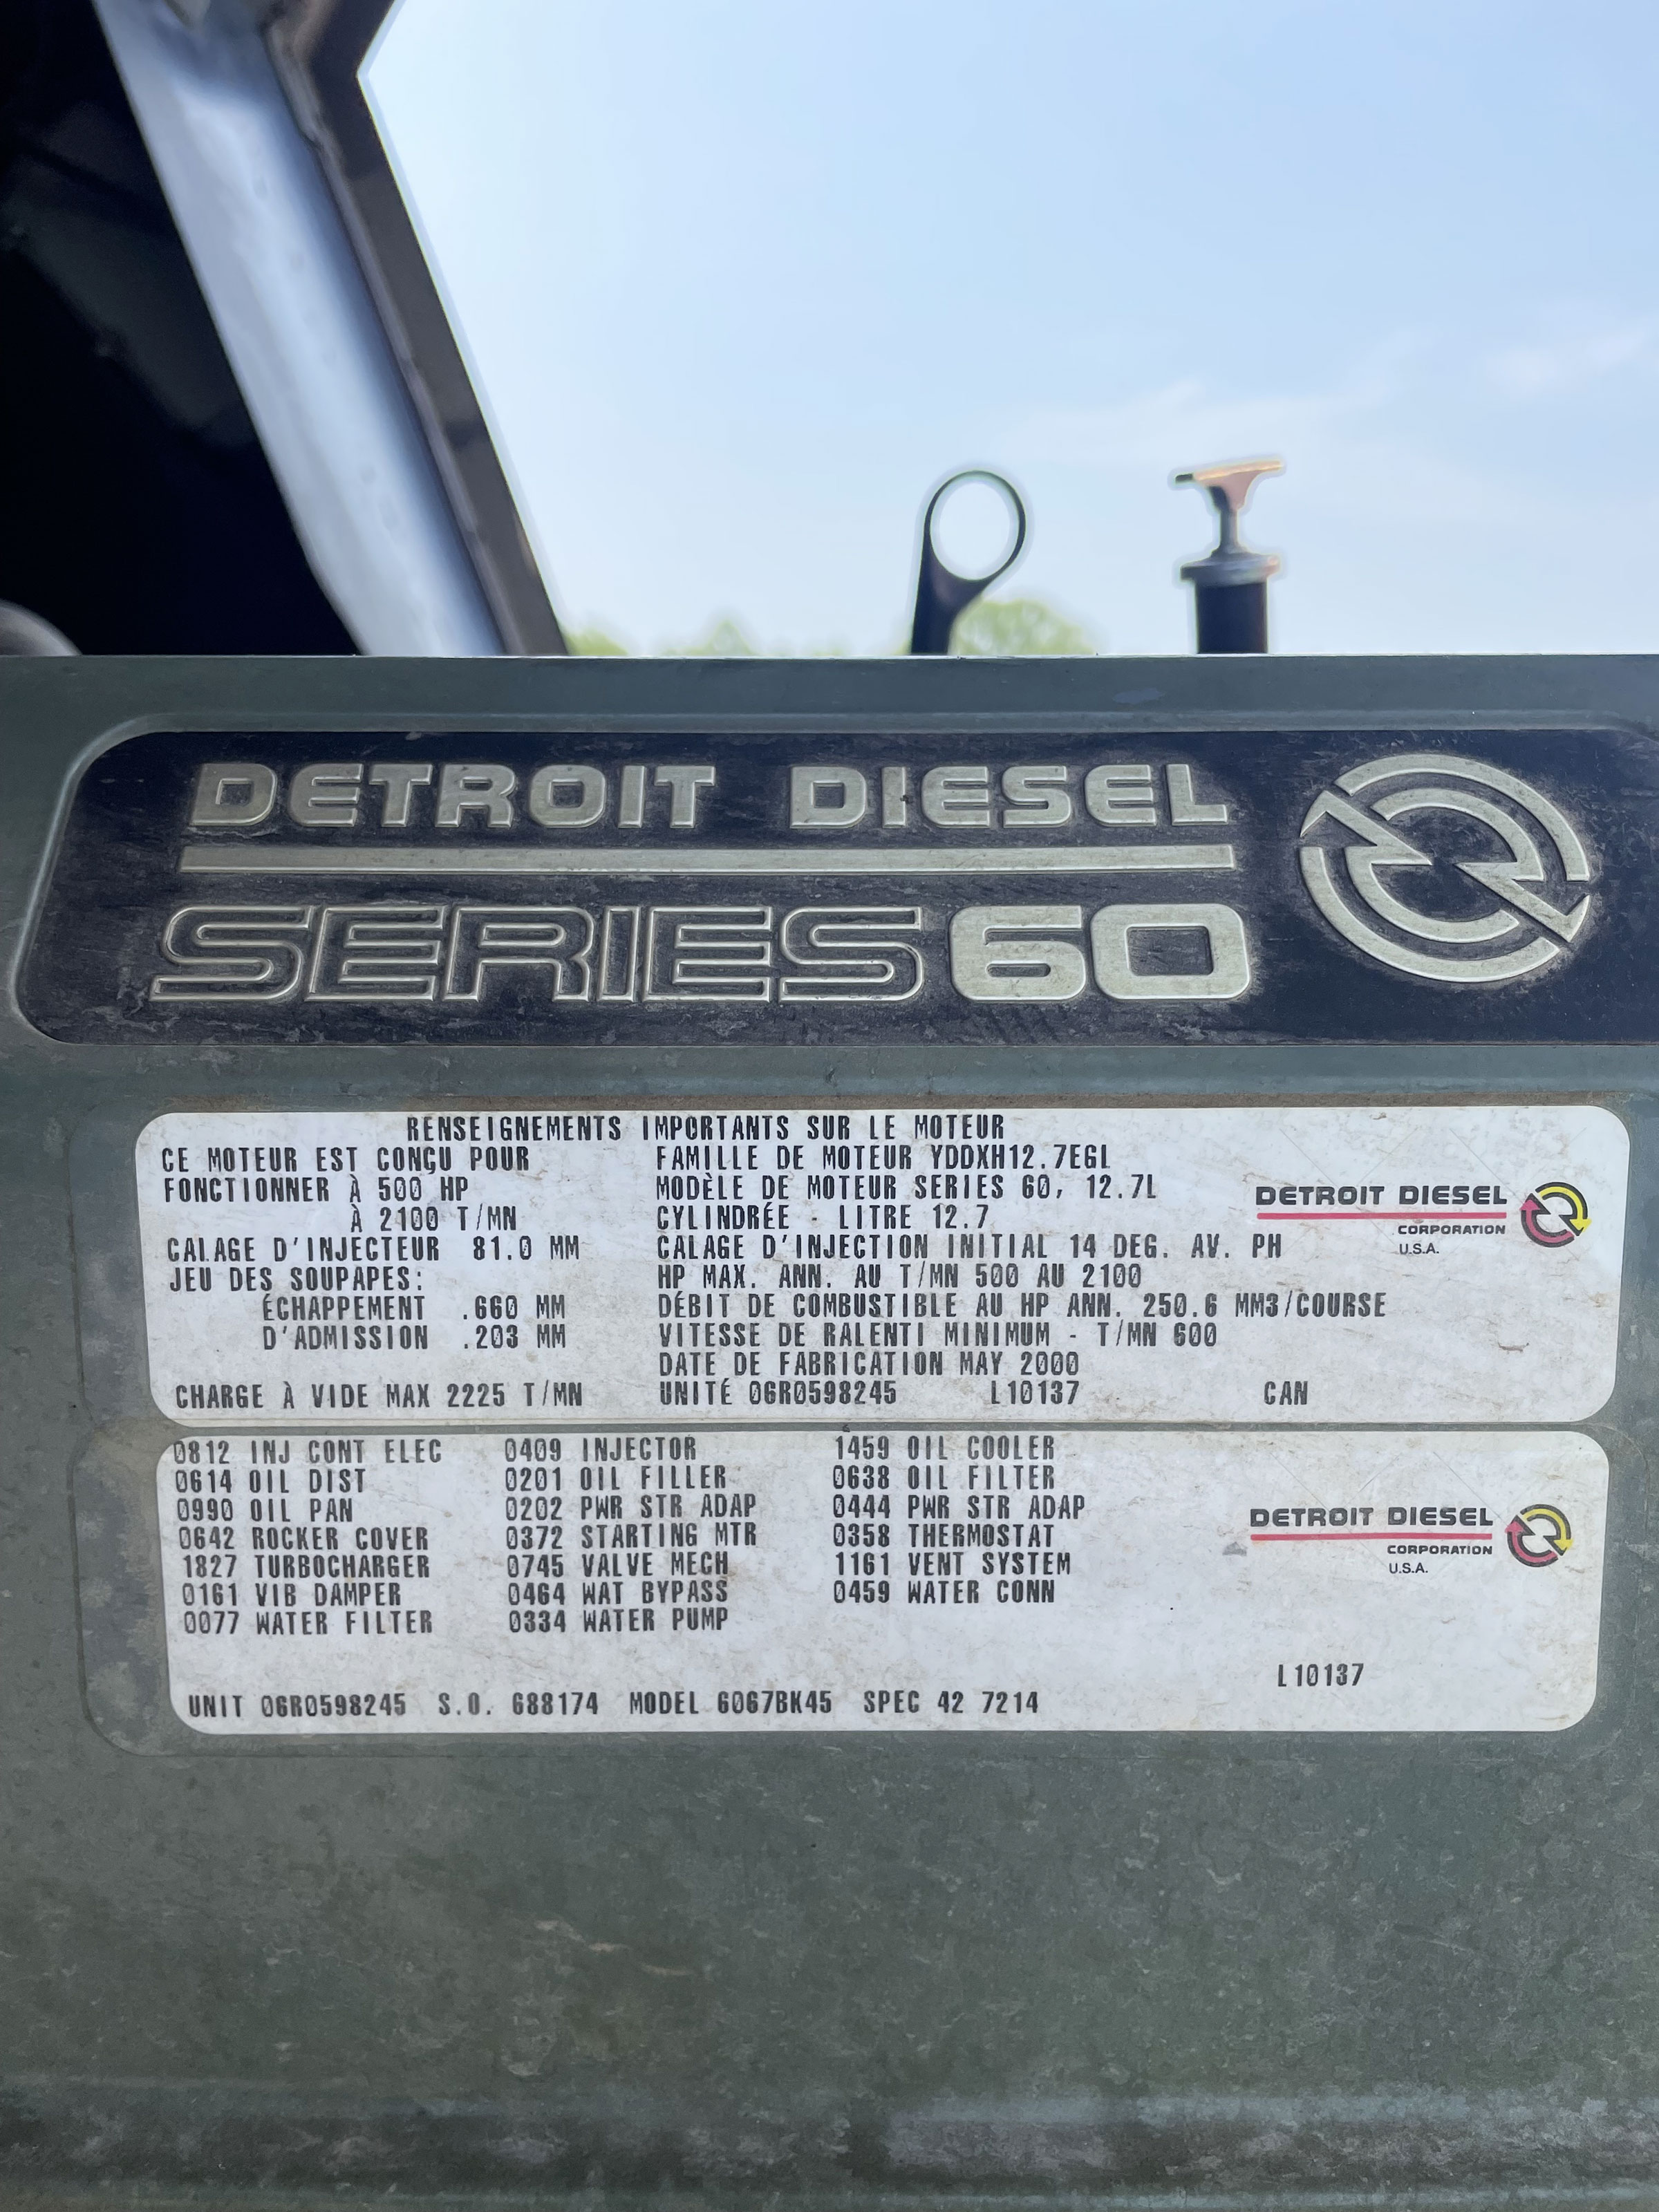 DETROIT DIESEL
SERIES 60
RENSEIGNEMENTS IMPORTANTS SUR LE MOTEUR
CE MOTEUR EST CONÇU POUR
FONCTIONNER À 500 HP
À 2100 T/MN
CALAGE D'INJECTEUR 81.0 MM
JEU DES SOUPAPES:
ÉCHAPPEMENT .660 MM
D'ADMISSION .203 MM
CHARGE À VIDE MAX 2225 T/MN
FAMILLE DE MOTEUR YDDXH12.7EGL
MODÈLE DE MOTEUR SERIES 60, 12.7L
CYLINDRÉE - LITRE 12.7
CALAGE D'INJECTION INITIAL 14 DEG. AV. PH
HP MAX. ANN. AU T/MN 500 AU 2100
DÉBIT DE COMBUSTIBLE AU HP ANN. 250.6 MM3/COURSE
VITESSE DE RALENTI MINIMUM - T/MN 600
DATE DE FABRICATION MAY 2000
UNITÉ 06R0598245 L10137 CAN
DETROIT DIESEL
CORPORATION
U.S.A.
0812 INJ CONT ELEC 0409 INJECTOR 1459 OIL COOLER
0614 OIL DIST 0201 OIL FILLER 0638 OIL FILTER
0990 OIL PAN 0202 PWR STR ADAP 0444 PWR STR ADAP
0642 ROCKER COVER 0372 STARTING MTR 0358 THERMOSTAT
1827 TURBOCHARGER 0745 VALVE MECH 1161 VENT SYSTEM
0161 VIB DAMPER 0464 WAT BYPASS 0459 WATER CONN
0077 WATER FILTER 0334 WATER PUMP
DETROIT DIESEL
CORPORATION
U.S.A.
L10137
UNIT 06R0598245 S.O. 688174 MODEL 6067BK45 SPEC 42 7214